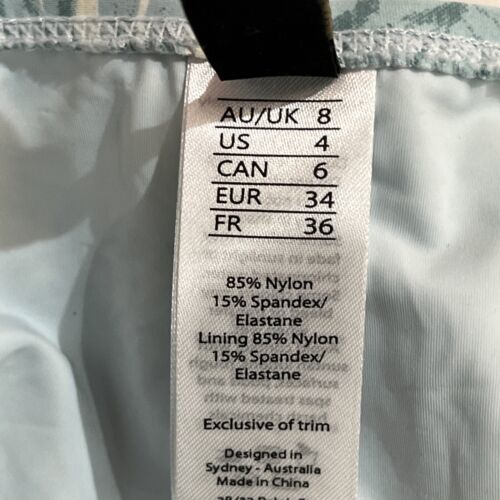 AU/UK 8
US 4
CAN 6
EUR 34
FR 36
85% Nylon
15% Spandex/
Elastane
Lining 85% Nylon
15% Spandex/
Elastane
Exclusive of trim
Designed in
Sydney - Australia
Made in China